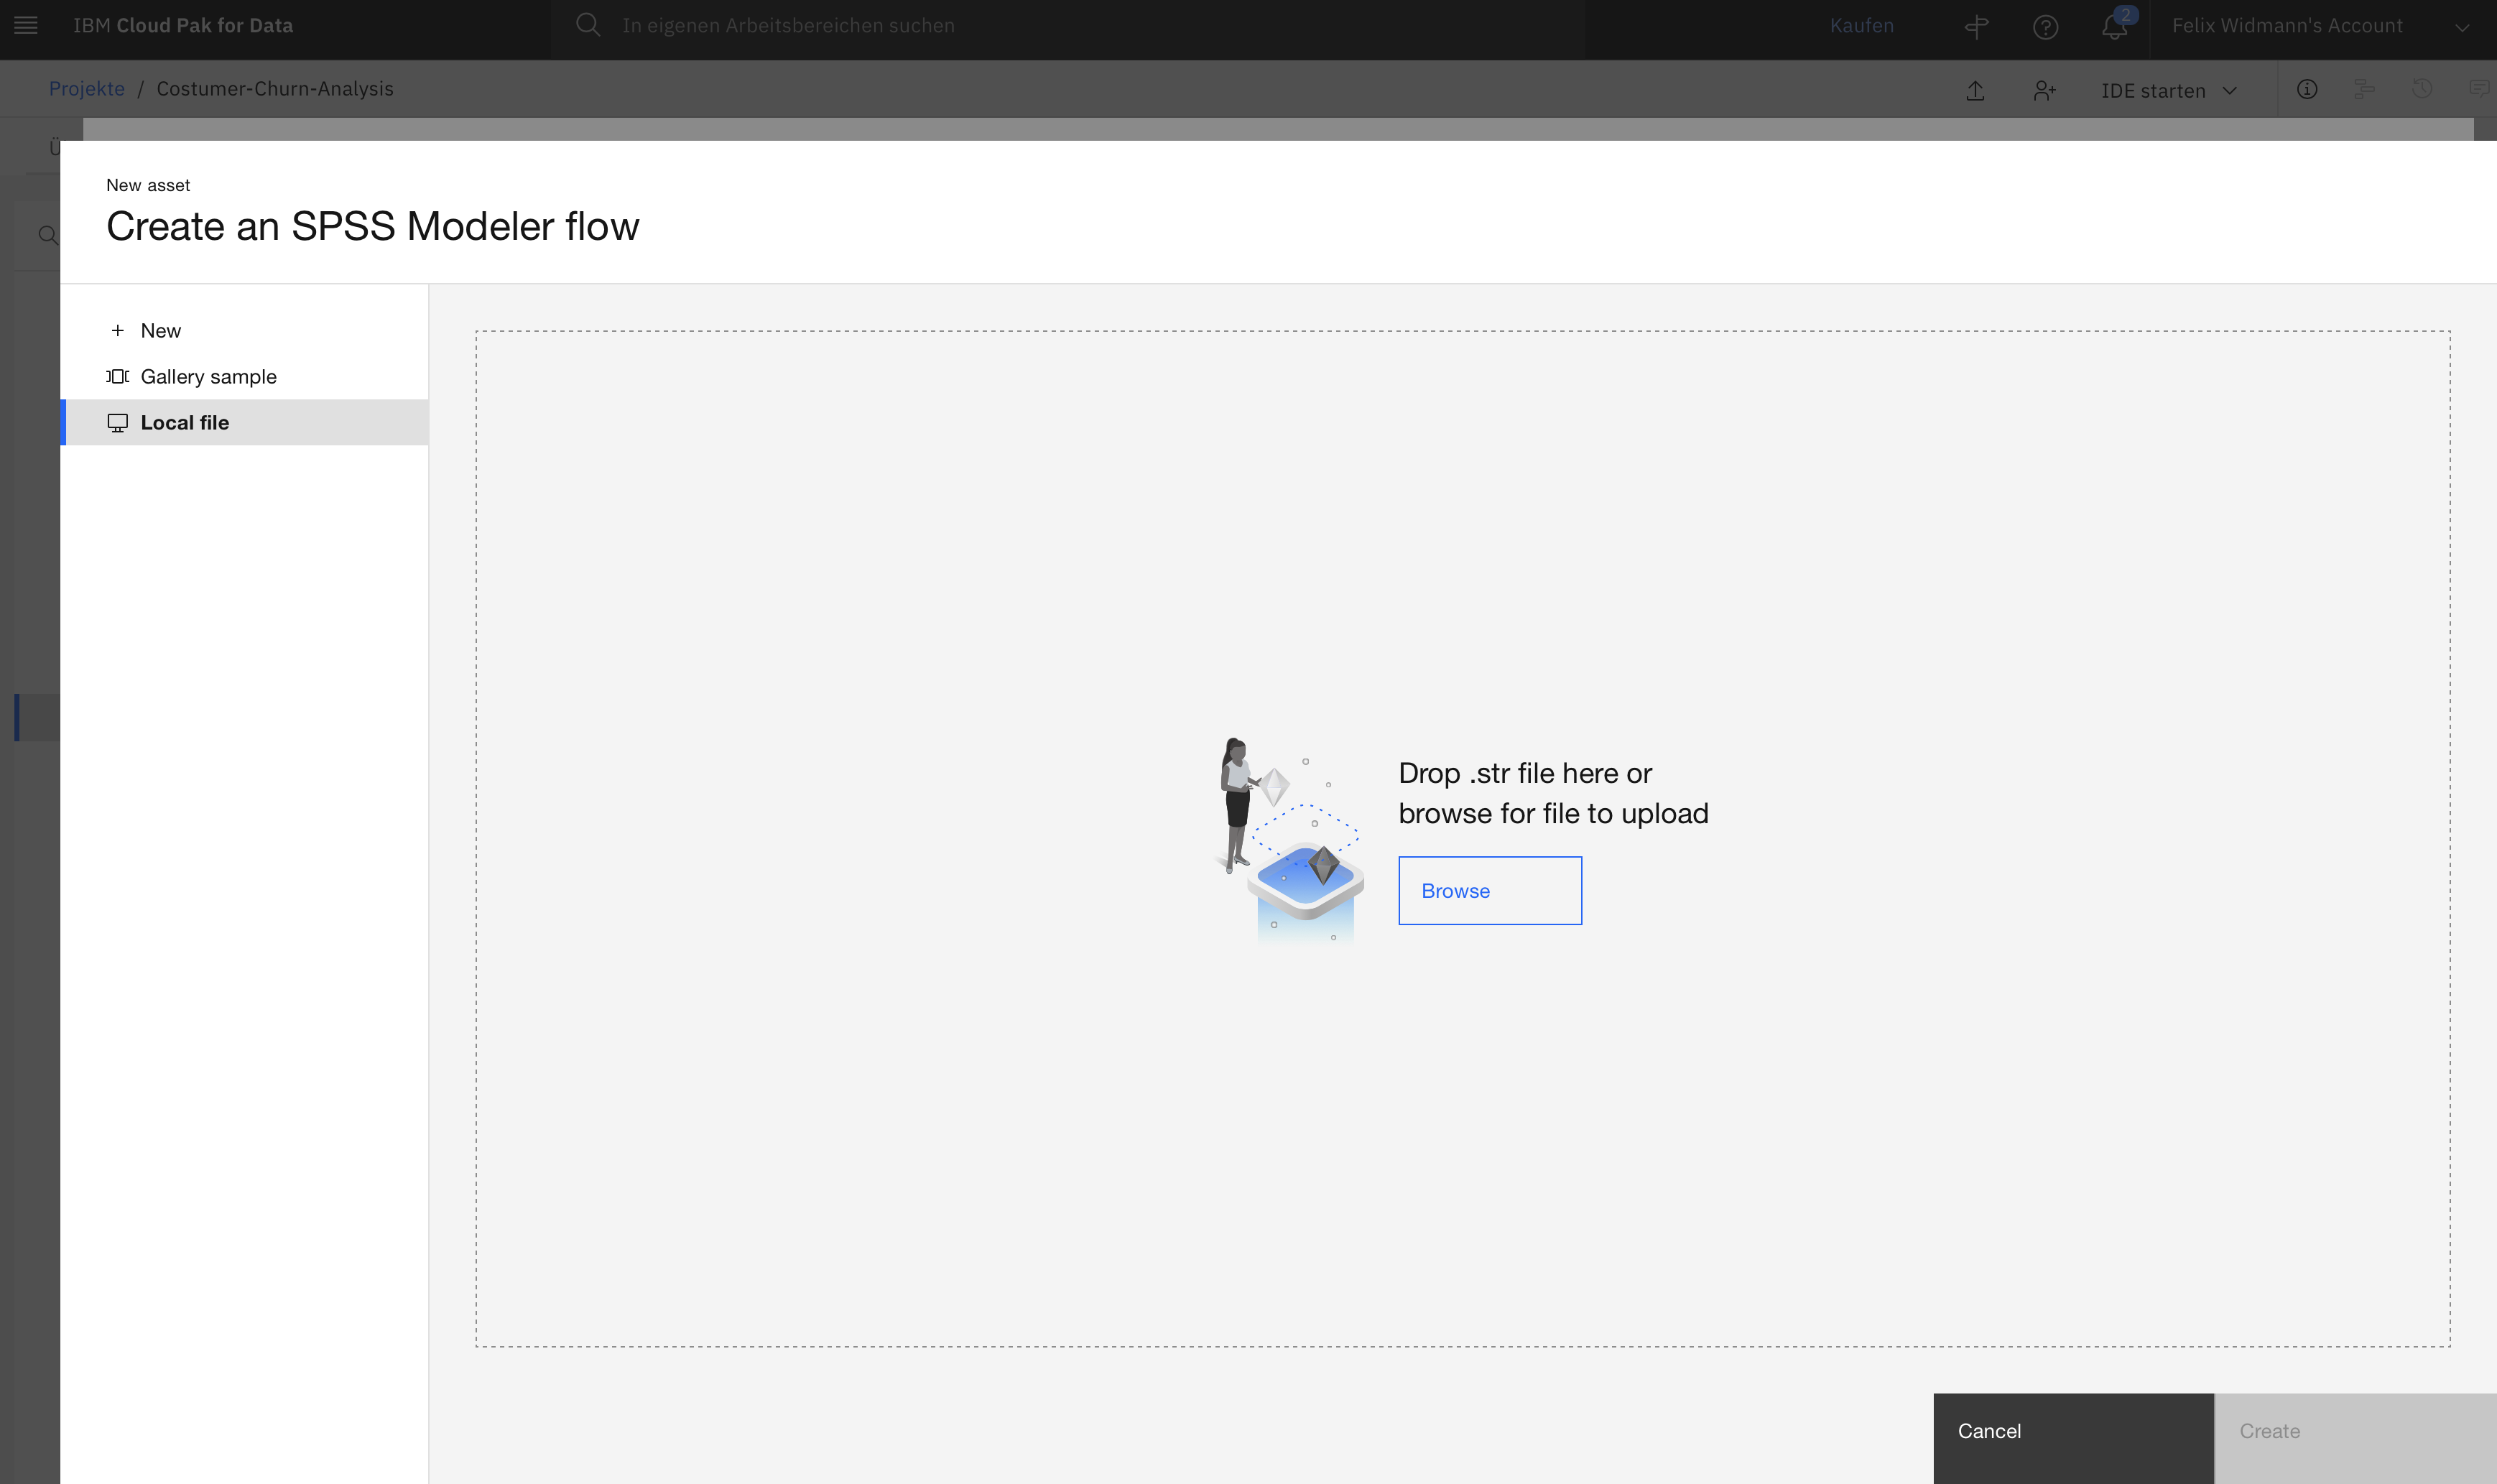 IBM Cloud Pak for Data
In eigenen Arbeitsbereichen suchen
Kaufen
2
Felix Widmann's Account
Projekte / Costumer-Churn-Analysis
IDE starten
New asset
Create an SPSS Modeler flow
New
Gallery sample
Local file
Drop .str file here or
browse for file to upload
Browse
Cancel
Create